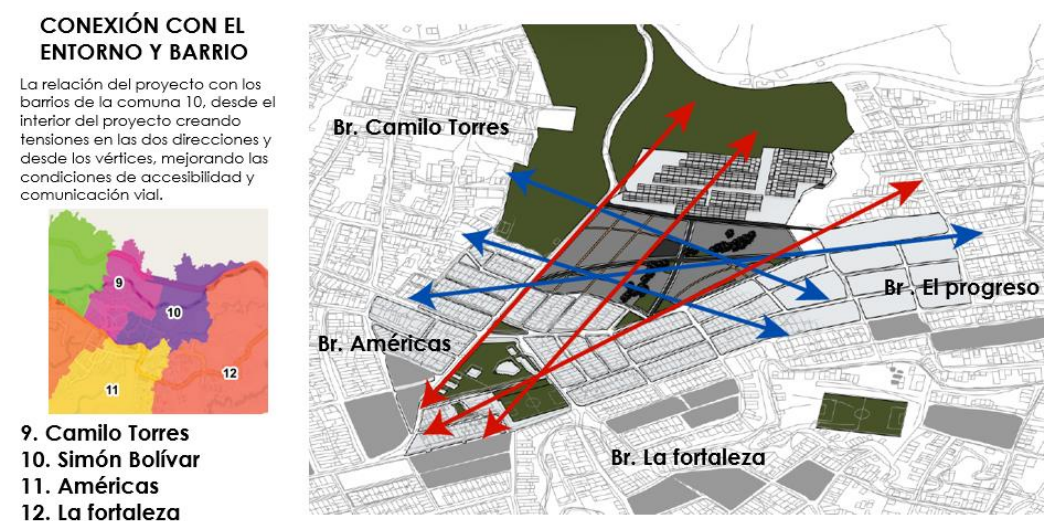 CONEXIÓN CON EL
ENTORNO Y BARRIO
La relación del proyecto con los
barrios de la comuna 10, desde el
interior del proyecto creando
tensiones en las dos direcciones y
desde los vértices, mejorando las
condiciones de accesibilidad y
comunicación vial.
9
10
11
12
9. Camilo Torres
10. Simón Bolívar
11. Américas
12. La fortaleza
Br. Camilo Torres
Br. Américas
Br . El progreso
Br. La fortaleza